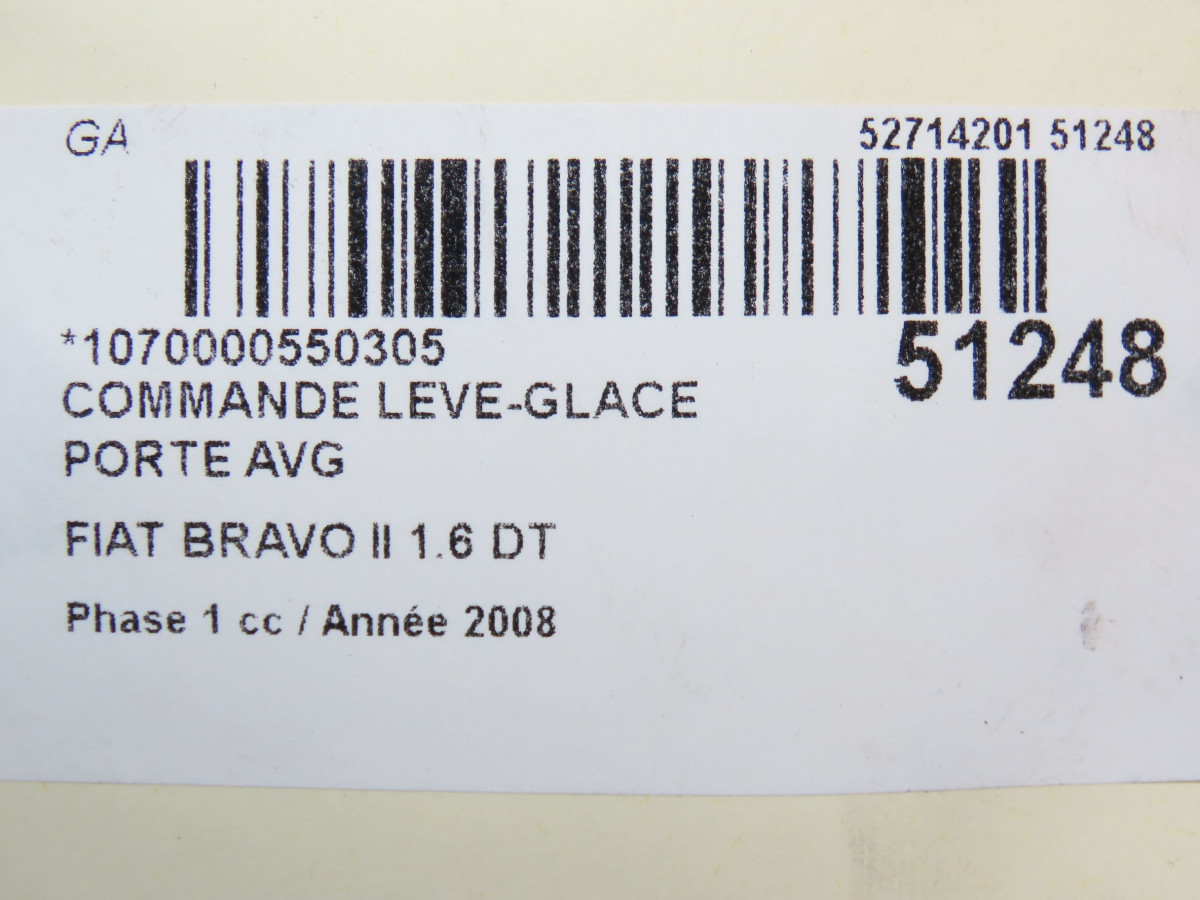 GA
52714201 51248
*1070000550305
51248
COMMANDE LEVE-GLACE
PORTE AVG
FIAT BRAVO II 1.6 DT
Phase 1 cc / Année 2008